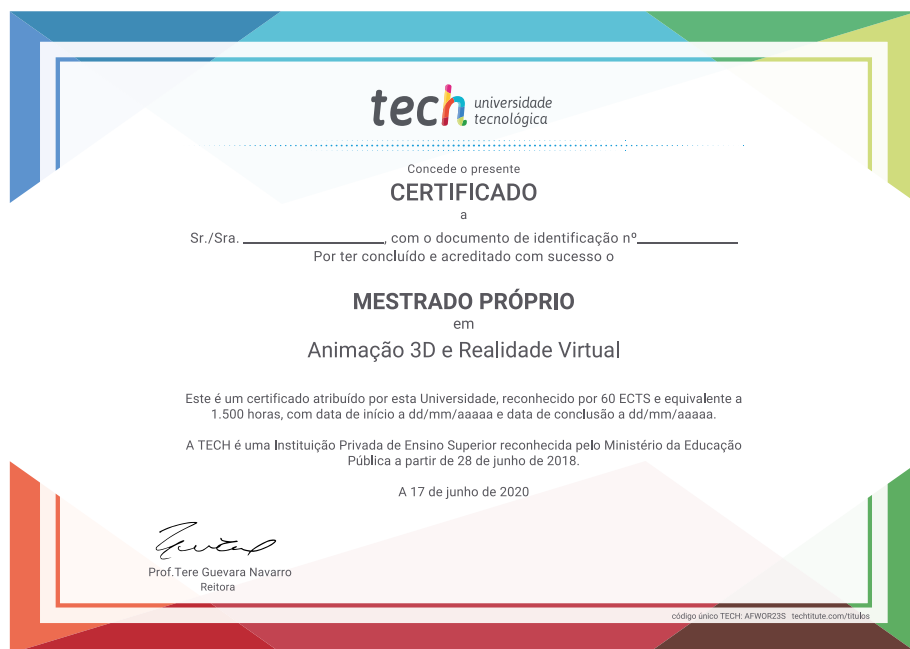 tech universidade
tecnológica
Concede o presente
CERTIFICADO
a
Sr./Sra. ____________________, com o documento de identificação nº______________
Por ter concluído e acreditado com sucesso o
MESTRADO PRÓPRIO
em
Animação 3D e Realidade Virtual
Este é um certificado atribuído por esta Universidade, reconhecido por 60 ECTS e equivalente a
1.500 horas, com data de início a dd/mm/aaaaa e data de conclusão a dd/mm/aaaaa.
A TECH é uma Instituição Privada de Ensino Superior reconhecida pelo Ministério da Educação
Pública a partir de 28 de junho de 2018.
A 17 de junho de 2020
Prof.Tere Guevara Navarro
Reitora
código único TECH: AFWOR23S techtitute.com/titulos